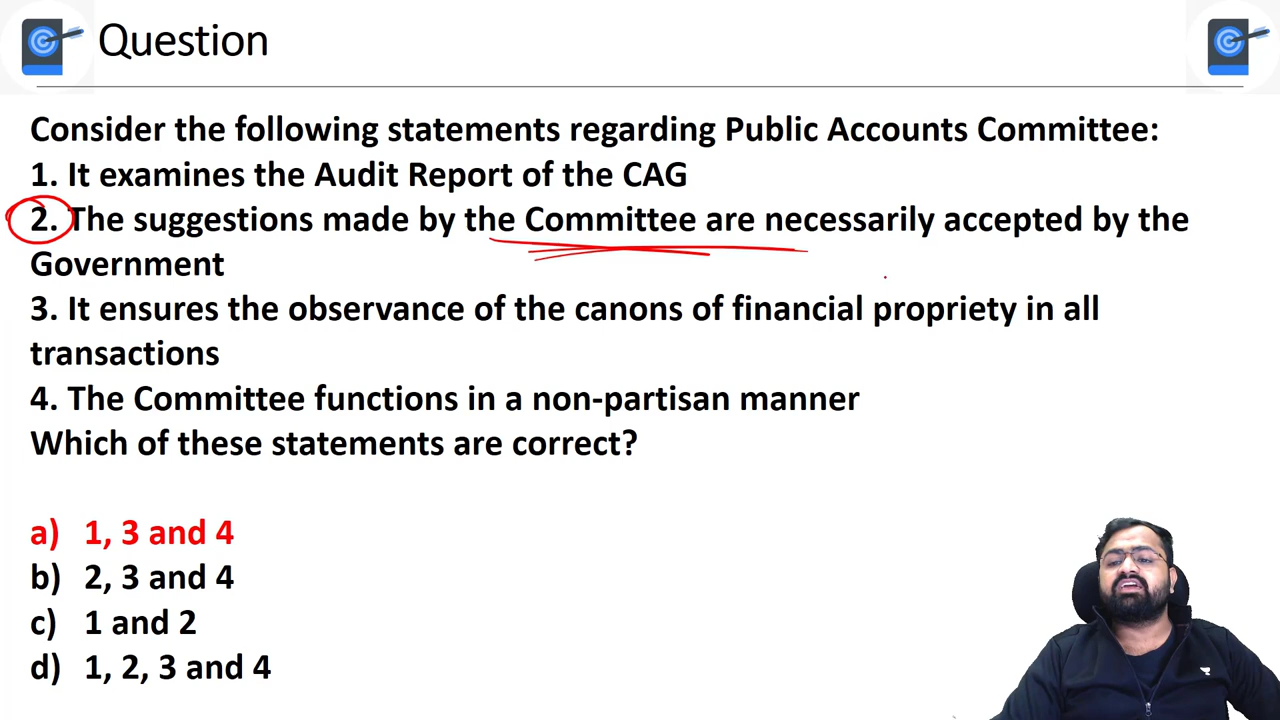 Question
Consider the following statements regarding Public Accounts Committee:
1. It examines the Audit Report of the CAG
2. The suggestions made by the Committee are necessarily accepted by the
Government
3. It ensures the observance of the canons of financial propriety in all
transactions
4. The Committee functions in a non-partisan manner
Which of these statements are correct?
a) 1, 3 and 4
b) 2, 3 and 4
c) 1 and 2
d) 1, 2, 3 and 4